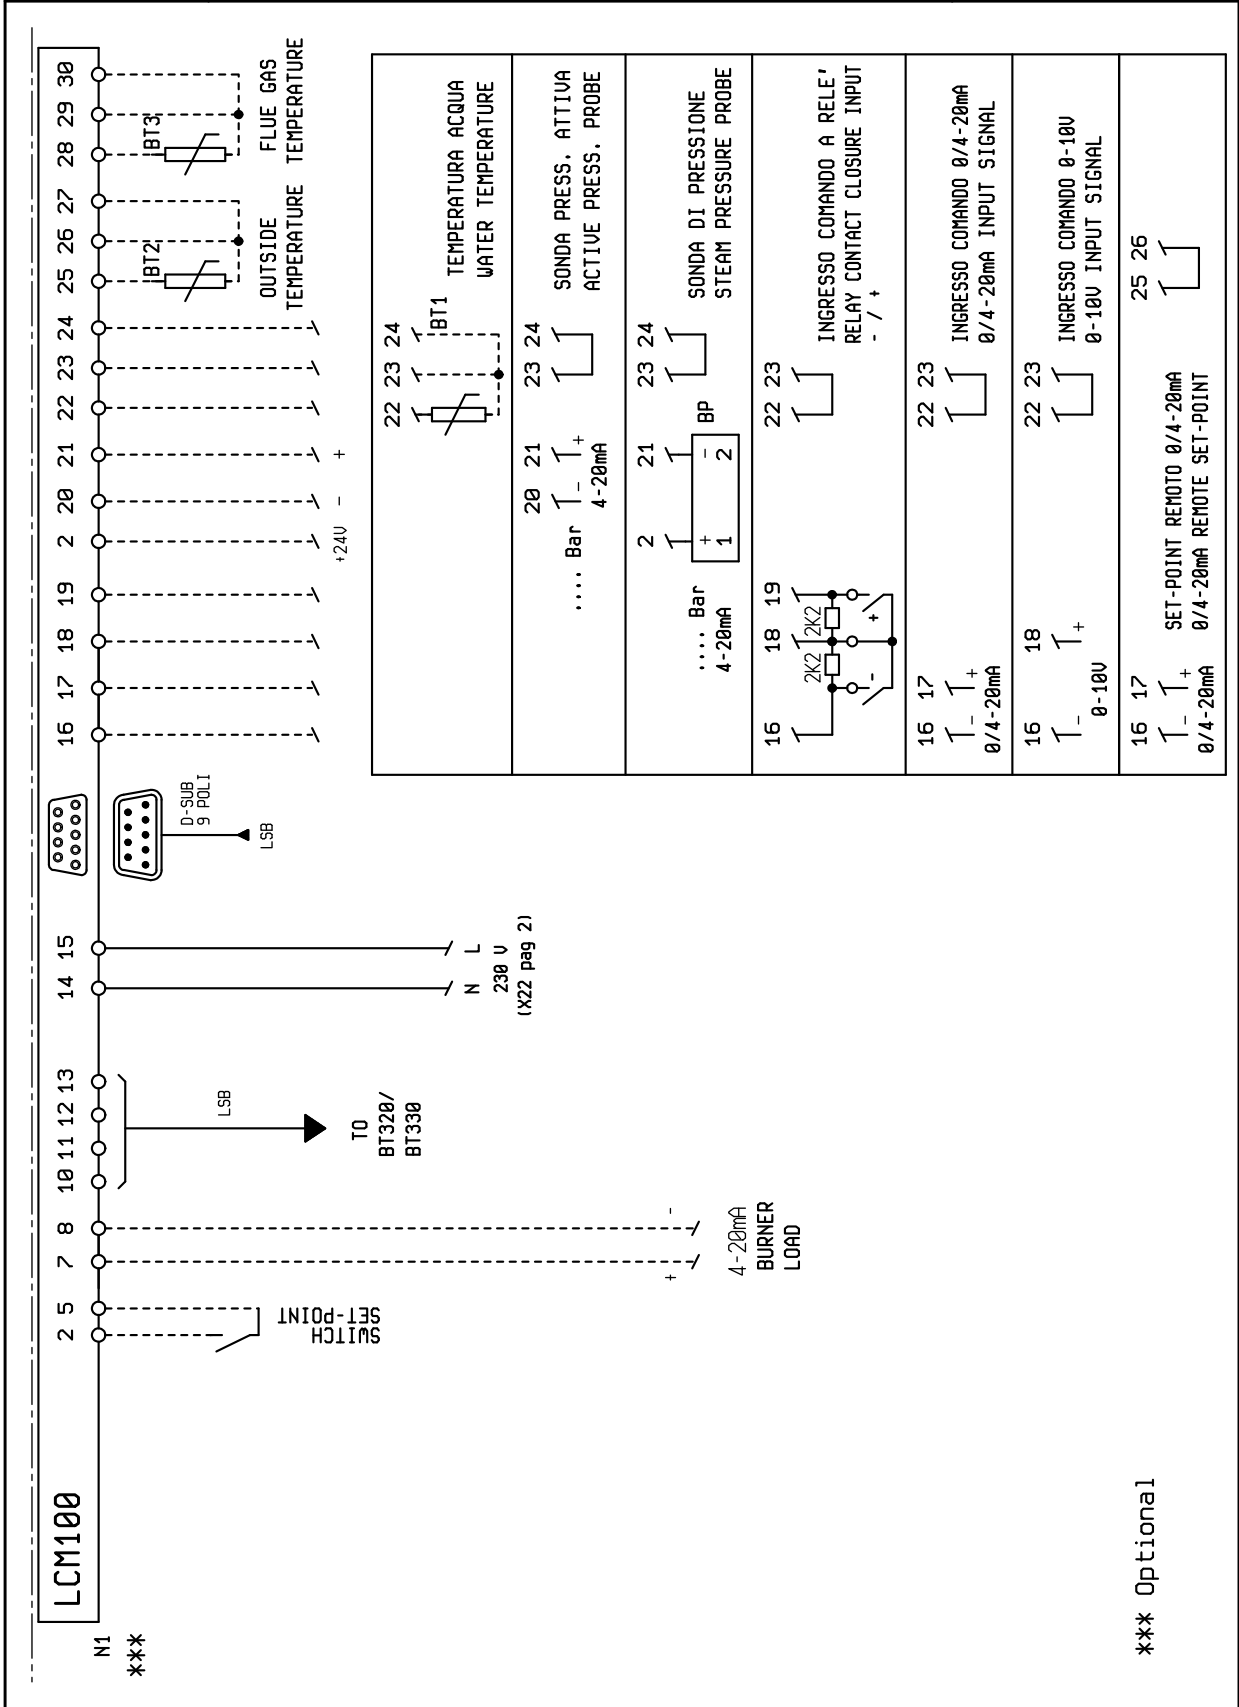 LCM100
N1
***
2 5 7 8 10 11 12 13 14 15 16 17 18 19 2 20 21 22 23 24 25 26 27 28 29 30
SWITCH
SET-POINT
+ -
4-20mA
BURNER
LOAD
LSB
TO
BT320/
BT330
N L
230 V
(X22 pag 2)
D-SUB
9 POLI
LSB
+24V - +
BT2
OUTSIDE
TEMPERATURE
BT3
FLUE GAS
TEMPERATURE
22 23 24
BT1
TEMPERATURA ACQUA
WATER TEMPERATURE
20 21 23 24
.... Bar
- +
4-20mA
SONDA PRESS. ATTIVA
ACTIVE PRESS. PROBE
2 21 23 24
.... Bar
4-20mA
+ -
1 2
BP
SONDA DI PRESSIONE
STEAM PRESSURE PROBE
16 18 19 22 23
2K2 2K2
- +
INGRESSO COMANDO A RELE'
RELAY CONTACT CLOSURE INPUT
- / +
16 17 22 23
- +
0/4-20mA
INGRESSO COMANDO 0/4-20mA
0/4-20mA INPUT SIGNAL
16 18 22 23
- +
0-10V
INGRESSO COMANDO 0-10V
0-10V INPUT SIGNAL
16 17 25 26
- +
0/4-20mA
SET-POINT REMOTO 0/4-20mA
0/4-20mA REMOTE SET-POINT
*** Optional